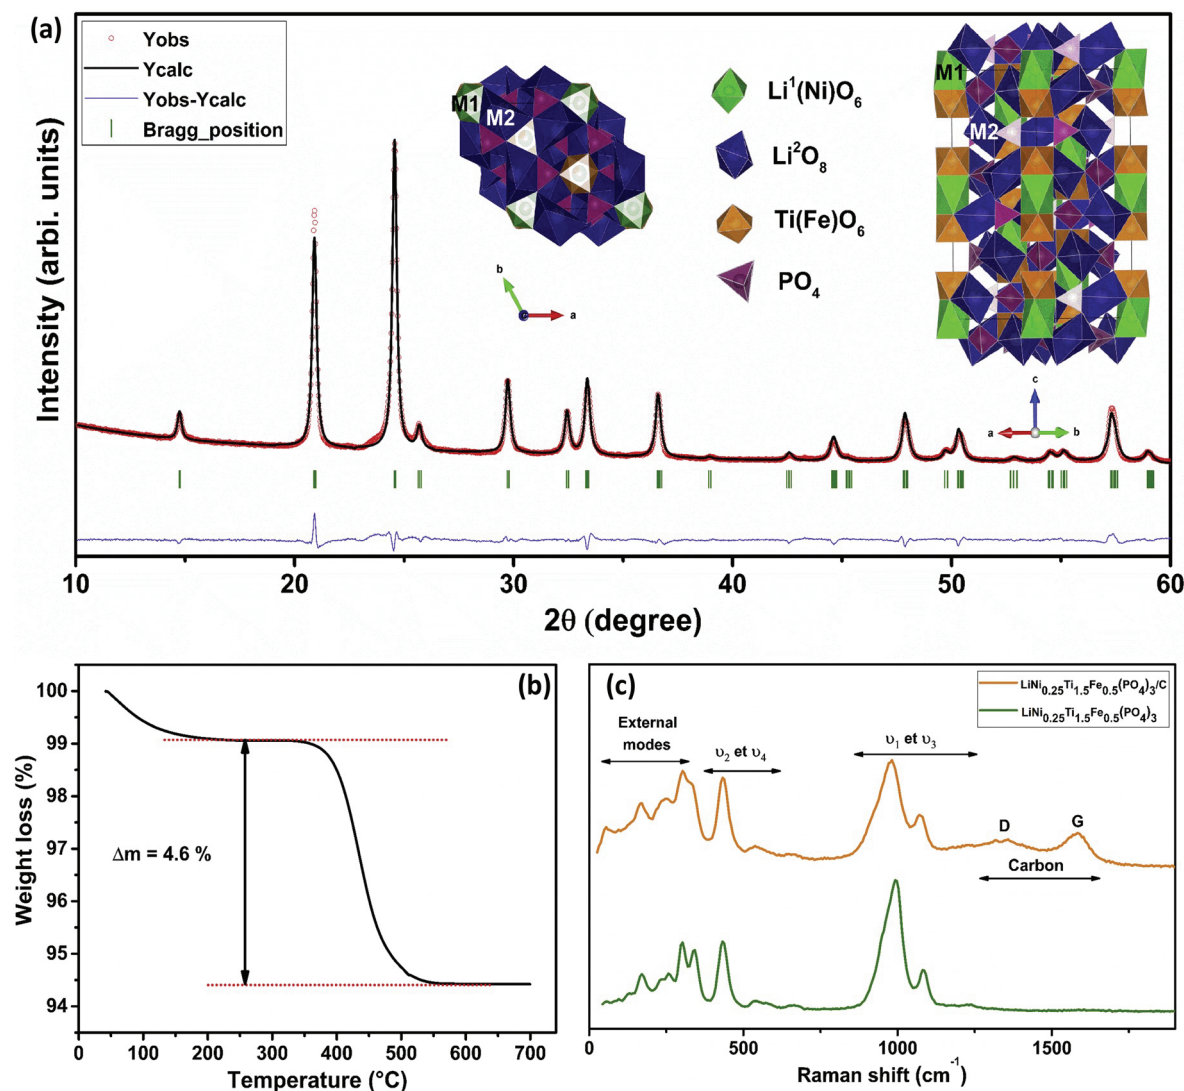 (a)
Yobs
Ycalc
Yobs-Ycalc
Bragg_position
M1
M2
b
a
Li¹(Ni)O₆
Li²O₈
Ti(Fe)O₆
PO₄
M1
M2
c
a
b
Intensity (arbi. units)
10 20 30 40 50 60
2θ (degree)
(b)
100
99
98
97
96
95
94
Δm = 4.6 %
Weight loss (%)
0 100 200 300 400 500 600 700
Temperature (°C)
(c)
LiNi₀.₂₅Ti₁.₅Fe₀.₅(PO₄)₃/C
LiNi₀.₂₅Ti₁.₅Fe₀.₅(PO₄)₃
External
modes
υ₂ et υ₄
υ₁ et υ₃
D
G
Carbon
0 500 1000 1500
Raman shift (cm⁻¹)